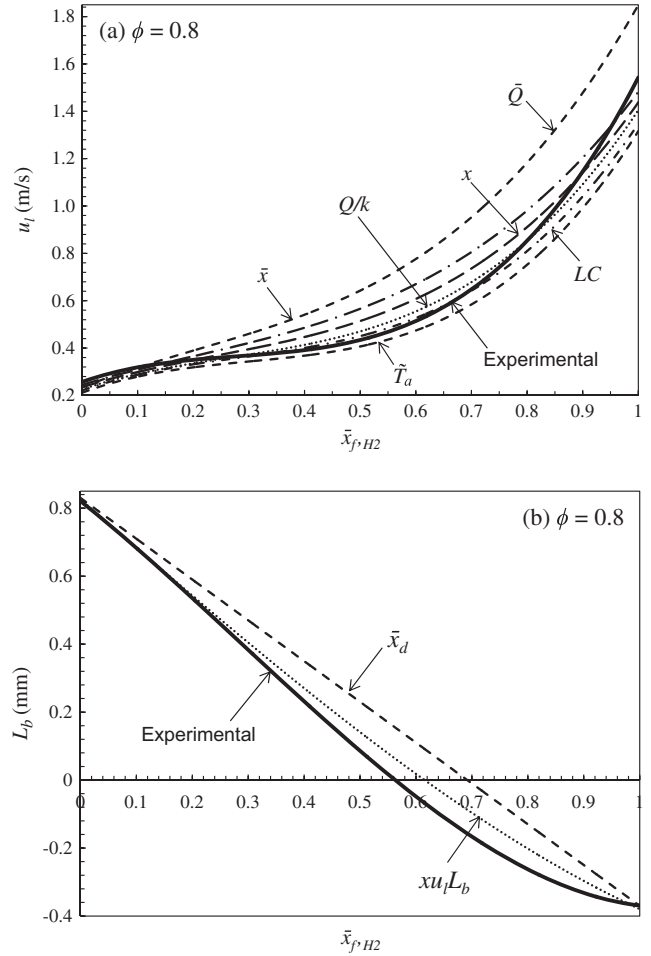 (a) ϕ = 0.8
1.8
1.6
1.4
1.2
1.0
0.8
0.6
0.4
0.2
u_l (m/s)
Q̄
x
Q/k
x̄
LC
Experimental
T̃_a
0 0.1 0.2 0.3 0.4 0.5 0.6 0.7 0.8 0.9 1
x̄_f,H2
(b) ϕ = 0.8
0.8
0.6
0.4
0.2
0
-0.2
-0.4
L_b (mm)
x̄_d
Experimental
0 0.1 0.2 0.3 0.4 0.5 0.6 0.7 0.8 0.9 1
xu_lL_b
x̄_f,H2